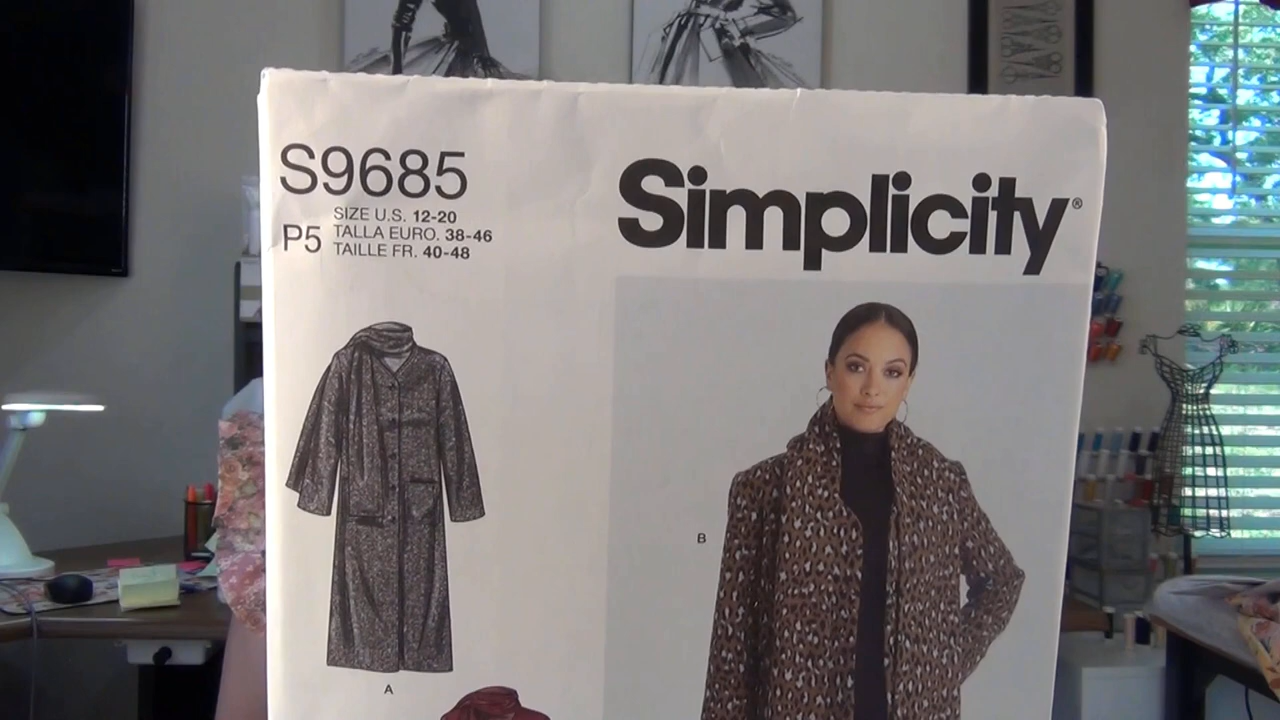 S9685
P5
SIZE U.S. 12-20
TALLA EURO. 38-46
TAILLE FR. 40-48
Simplicity®
A
B